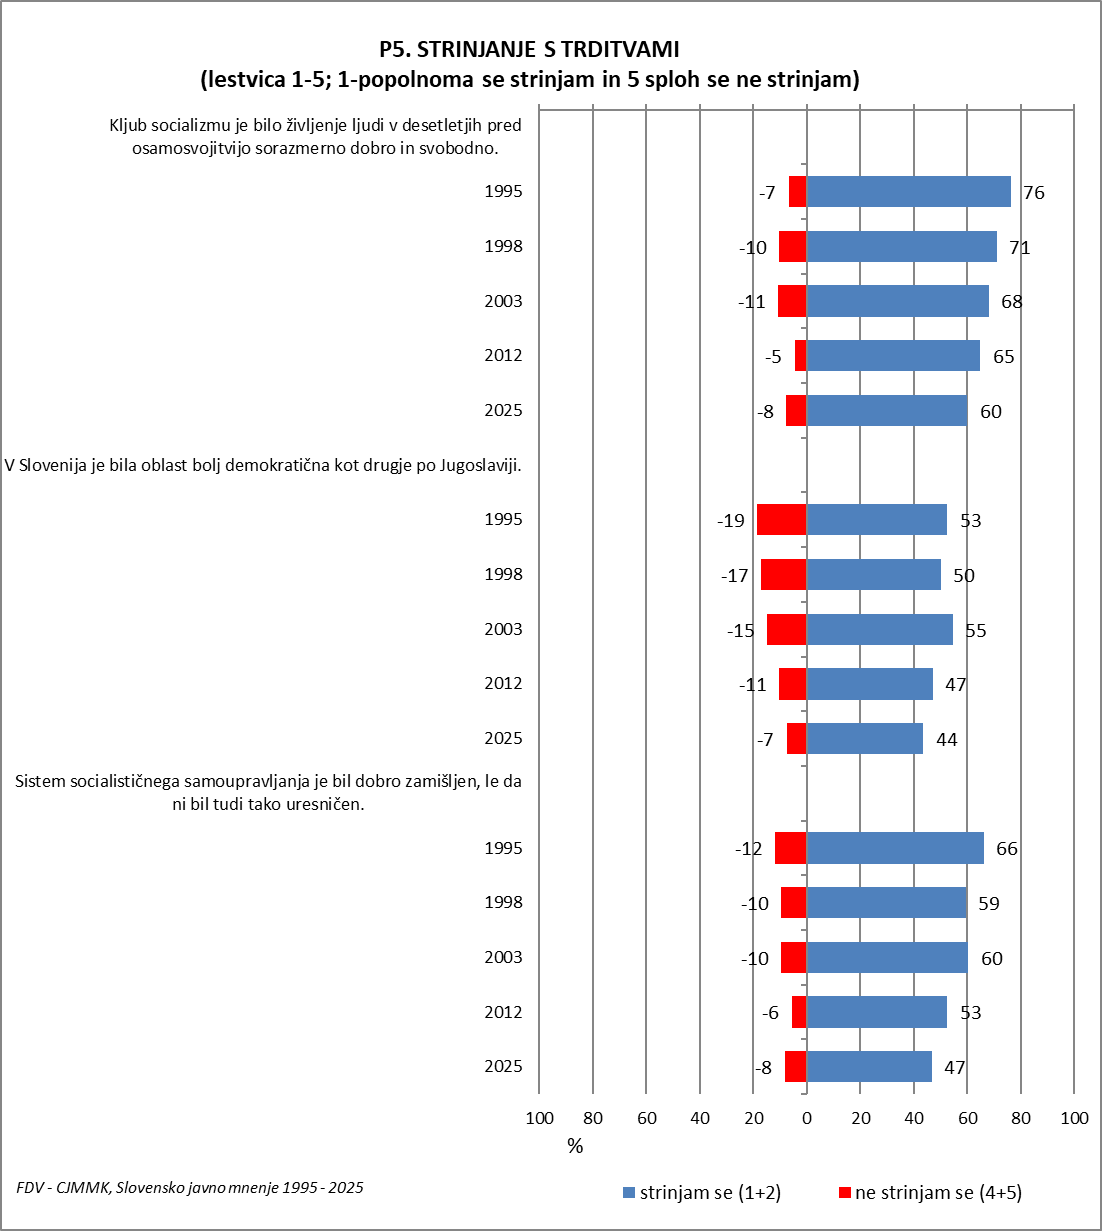 P5. STRINJANJE S TRDITVAMI
(lestvica 1-5; 1-popolnoma se strinjam in 5 sploh se ne strinjam)
Kljub socializmu je bilo življenje ljudi v desetletjih pred
osamosvojitvijo sorazmerno dobro in svobodno.
1995 -7 76
1998 -10 71
2003 -11 68
2012 -5 65
2025 -8 60
V Slovenija je bila oblast bolj demokratična kot drugje po Jugoslaviji.
1995 -19 53
1998 -17 50
2003 -15 55
2012 -11 47
2025 -7 44
Sistem socialističnega samoupravljanja je bil dobro zamišljen, le da
ni bil tudi tako uresničen.
1995 -12 66
1998 -10 59
2003 -10 60
2012 -6 53
2025 -8 47
100 80 60 40 20 0 20 40 60 80 100
%
FDV - CJMMK, Slovensko javno mnenje 1995 - 2025
strinjam se (1+2) ne strinjam se (4+5)